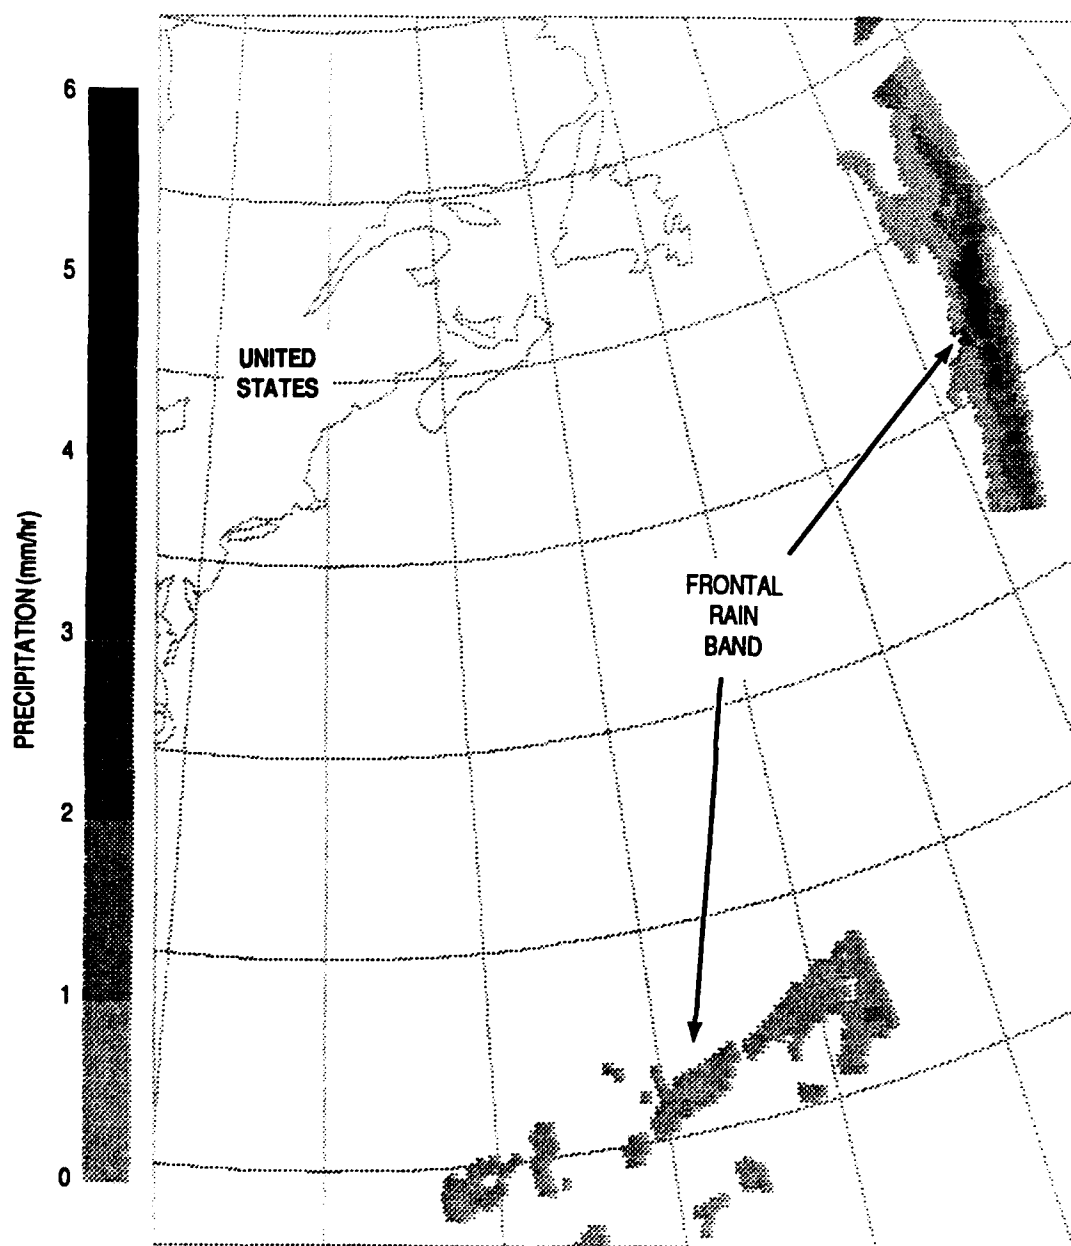 6
5
4
3
2
1
0
PRECIPITATION (mm/hr)
UNITED
STATES
FRONTAL
RAIN
BAND